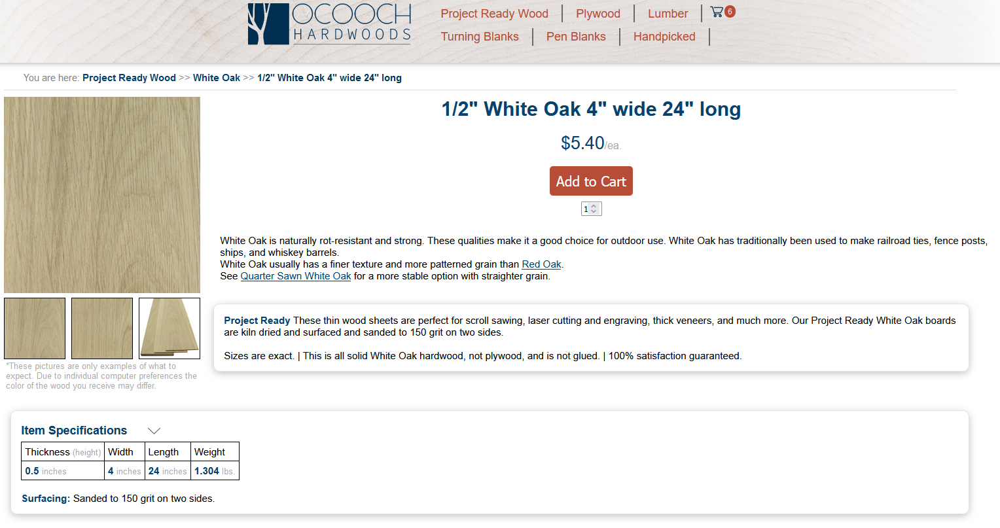 OCOOCH
HARDWOODS
Project Ready Wood
Plywood
Lumber
6
Turning Blanks
Pen Blanks
Handpicked
You are here: Project Ready Wood >> White Oak >> 1/2" White Oak 4" wide 24" long
1/2" White Oak 4" wide 24" long
$5.40/ea.
Add to Cart
1
White Oak is naturally rot-resistant and strong. These qualities make it a good choice for outdoor use. White Oak has traditionally been used to make railroad ties, fence posts,
ships, and whiskey barrels.
White Oak usually has a finer texture and more patterned grain than Red Oak.
See Quarter Sawn White Oak for a more stable option with straighter grain.
Project Ready These thin wood sheets are perfect for scroll sawing, laser cutting and engraving, thick veneers, and much more. Our Project Ready White Oak boards
are kiln dried and surfaced and sanded to 150 grit on two sides.
Sizes are exact. | This is all solid White Oak hardwood, not plywood, and is not glued. | 100% satisfaction guaranteed.
*These pictures are only examples of what to
expect. Due to individual computer preferences the
color of the wood you receive may differ.
Item Specifications
Thickness (height) Width Length Weight
0.5 inches 4 inches 24 inches 1.304 lbs.
Surfacing: Sanded to 150 grit on two sides.